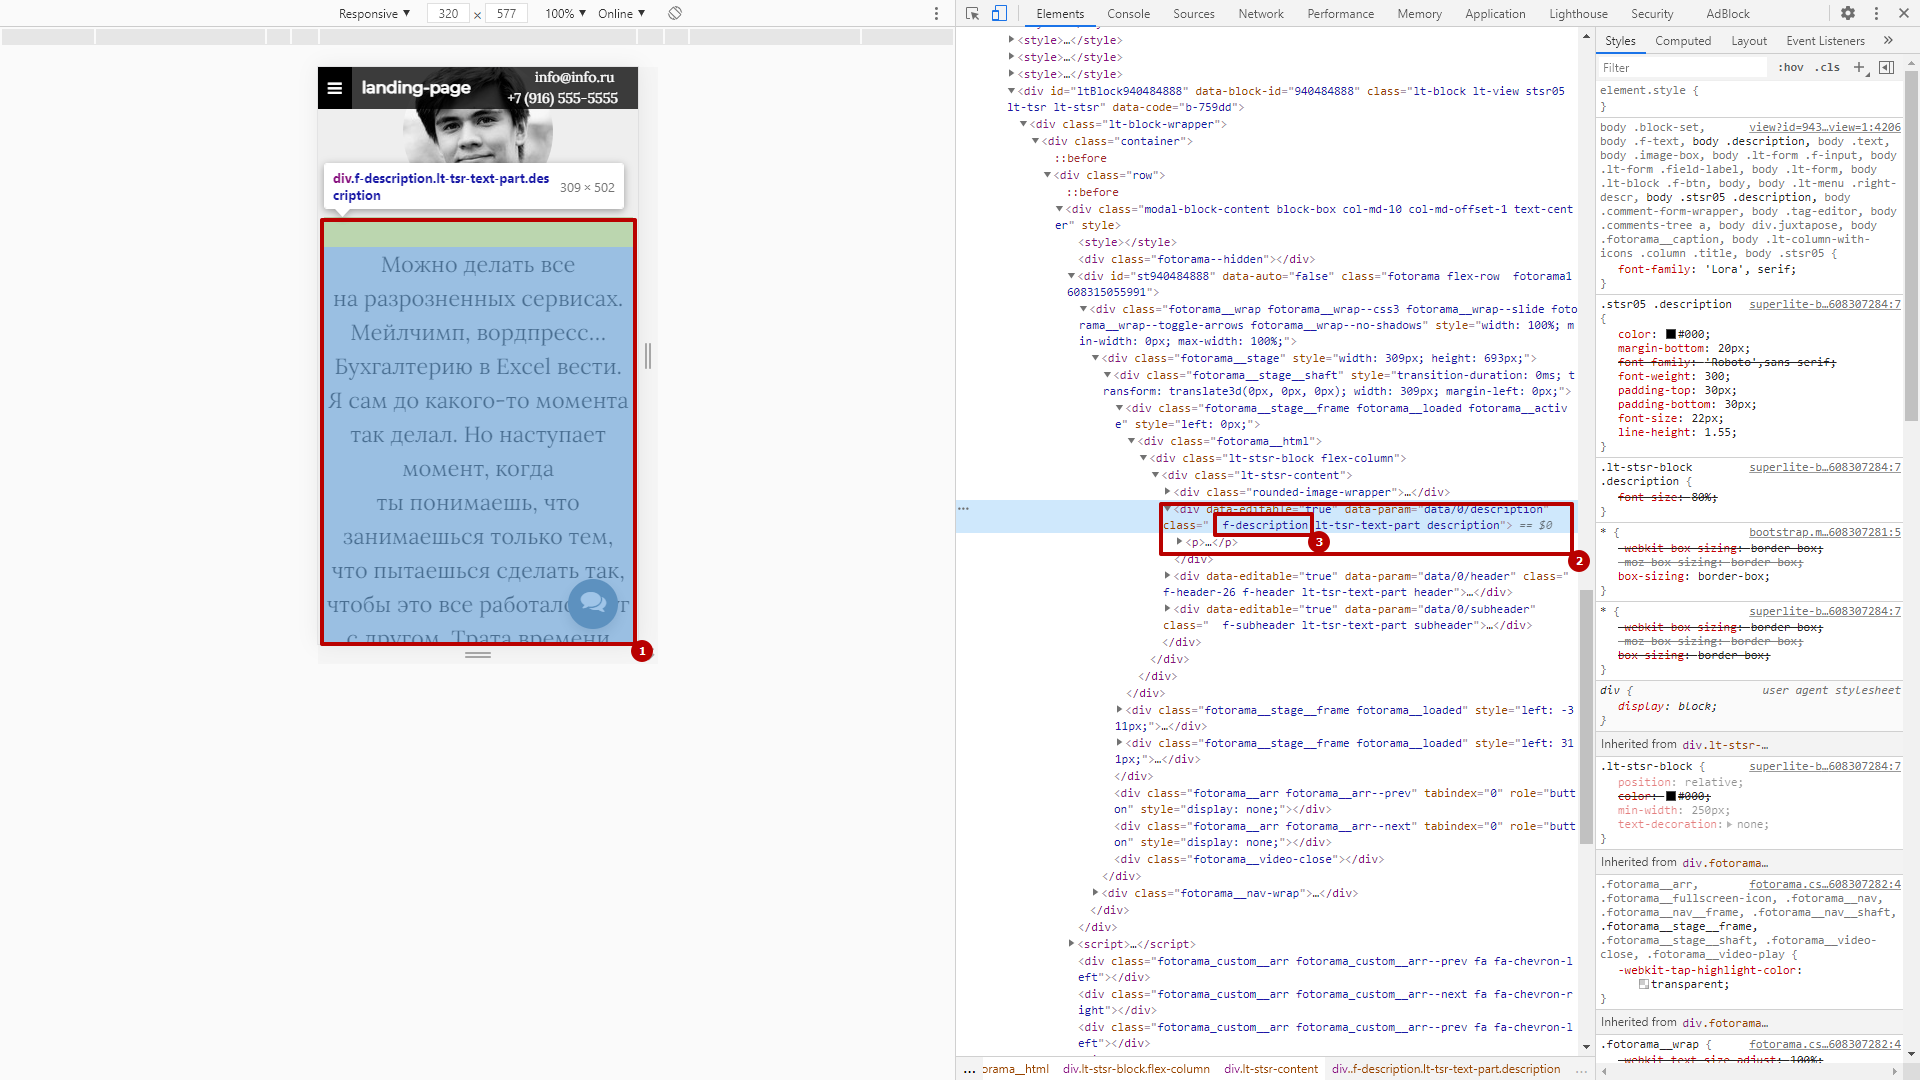 Responsive ▼ 320 x 577 100% ▼ Online ▼
landing-page
info@info.ru
+7 (916) 555-5555
div.f-description.lt-tsr-text-part.des
cription
309 × 502
Можно делать все
на разрозненных сервисах.
Мейлчимп, вордпресс...
Бухгалтерию в Excel вести.
Я сам до какого-то момента
так делал. Но наступает
момент, когда
ты понимаешь, что
занимаешься только тем,
что пытаешься сделать так,
чтобы это все работало
с другом. Трата времени
1
Elements Console Sources Network Performance Memory Application Lighthouse Security AdBlock
<style>…</style>
<style>…</style>
<style>…</style>
<div id="ltBlock940484888" data-block-id="940484888" class="lt-block lt-view stsr05
lt-tsr lt-stsr" data-code="b-759dd">
<div class="lt-block-wrapper">
<div class="container">
::before
<div class="row">
::before
<div class="modal-block-content block-box col-md-10 col-md-offset-1 text-cent
er" style>
<style></style>
<div class="fotorama--hidden"></div>
<div id="st940484888" data-auto="false" class="fotorama flex-row  fotorama1
608315055991">
<div class="fotorama__wrap fotorama__wrap--css3 fotorama__wrap--slide foto
rama__wrap--toggle-arrows fotorama__wrap--no-shadows" style="width: 100%; m
in-width: 0px; max-width: 100%;">
<div class="fotorama__stage" style="width: 309px; height: 693px;">
<div class="fotorama__stage__shaft" style="transition-duration: 0ms; t
ransform: translate3d(0px, 0px, 0px); width: 309px; margin-left: 0px;">
<div class="fotorama__stage__frame fotorama__loaded fotorama__activ
e" style="left: 0px;">
<div class="fotorama__html">
<div class="lt-stsr-block flex-column">
<div class="lt-stsr-content">
<div class="rounded-image-wrapper">…</div>
<div data-editable="true" data-param="data/0/description"
class="  f-description lt-tsr-text-part description"> == $0
<p>…</p>
3
2
</div>
<div data-editable="true" data-param="data/0/header" class="
f-header-26 f-header lt-tsr-text-part header">…</div>
<div data-editable="true" data-param="data/0/subheader"
class="  f-subheader lt-tsr-text-part subheader">…</div>
</div>
</div>
</div>
</div>
<div class="fotorama__stage__frame fotorama__loaded" style="left: -3
11px;">…</div>
<div class="fotorama__stage__frame fotorama__loaded" style="left: 31
1px;">…</div>
</div>
<div class="fotorama__arr fotorama__arr--prev" tabindex="0" role="butt
on" style="display: none;"></div>
<div class="fotorama__arr fotorama__arr--next" tabindex="0" role="butt
on" style="display: none;"></div>
<div class="fotorama__video-close"></div>
</div>
<div class="fotorama__nav-wrap">…</div>
</div>
</div>
<script>…</script>
<div class="fotorama_custom__arr fotorama_custom__arr--prev fa fa-chevron-l
eft"></div>
<div class="fotorama_custom__arr fotorama_custom__arr--next fa fa-chevron-r
ight"></div>
<div class="fotorama_custom__arr fotorama_custom__arr--prev fa fa-chevron-l
eft"></div>
... orama__html div.lt-stsr-block.flex-column div.lt-stsr-content div..f-description.lt-tsr-text-part.description ...
Styles Computed Layout Event Listeners »
Filter :hov .cls +
element.style {
}
body .block-set, view?id=943…view=1:4206
body .f-text, body .description, body .text,
body .image-box, body .lt-form .f-input, body
.lt-form .field-label, body .lt-form, body
.lt-block .f-btn, body, body .lt-menu .right-
descr, body .stsr05 .description, body
.comment-form-wrapper, body .tag-editor, body
.comments-tree a, body div.juxtapose, body
.fotorama__caption, body .lt-column-with-
icons .column .title, body .stsr05 {
font-family: 'Lora', serif;
}
.stsr05 .description superlite-b…608307284:7
{
color: #000;
margin-bottom: 20px;
font-family: 'Roboto',sans serif;
font-weight: 300;
padding-top: 30px;
padding-bottom: 30px;
font-size: 22px;
line-height: 1.55;
}
.lt-stsr-block superlite-b…608307284:7
.description {
font-size: 80%;
}
* { bootstrap.m…608307281:5
-webkit-box-sizing: border-box;
-moz-box-sizing: border-box;
box-sizing: border-box;
}
* { superlite-b…608307284:7
-webkit-box-sizing: border-box;
-moz-box-sizing: border-box;
box-sizing: border-box;
}
div { user agent stylesheet
display: block;
}
Inherited from div.lt-stsr-…
.lt-stsr-block { superlite-b…608307284:7
position: relative;
color: #000;
min-width: 250px;
text-decoration: none;
}
Inherited from div.fotorama…
.fotorama__arr, fotorama.cs…608307282:4
.fotorama__fullscreen-icon, .fotorama__nav,
.fotorama__nav__frame, .fotorama__nav__shaft,
.fotorama__stage__frame,
.fotorama__stage__shaft, .fotorama__video-
close, .fotorama__video-play {
-webkit-tap-highlight-color:
transparent;
}
Inherited from div.fotorama…
.fotorama__wrap { fotorama.cs…608307282:4
-webkit-text-size-adjust: 100%;